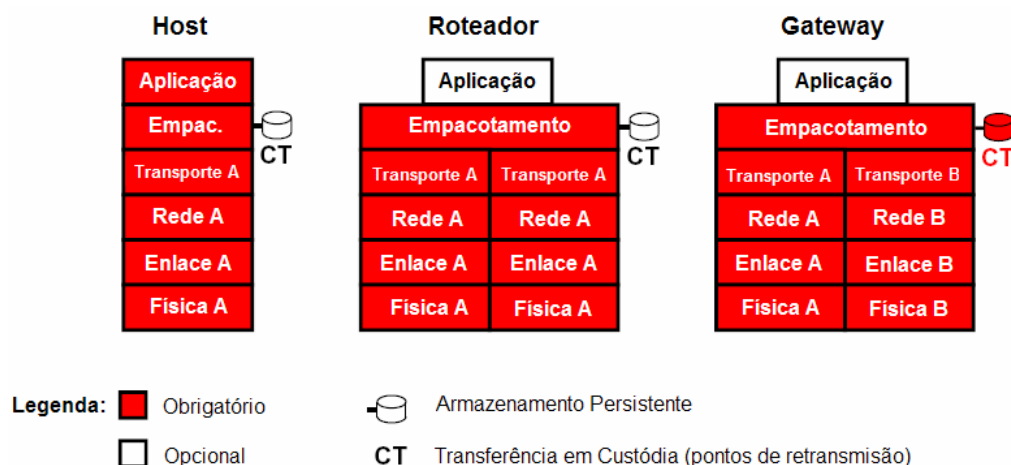 Host Roteador Gateway
Aplicação Aplicação Aplicação
Empac. Empacotamento Empacotamento
CT CT CT
Transporte A Transporte A Transporte A Transporte A Transporte B
Rede A Rede A Rede A Rede A Rede B
Enlace A Enlace A Enlace A Enlace A Enlace B
Física A Física A Física A Física A Física B
Legenda: Obrigatório Armazenamento Persistente
Opcional CT Transferência em Custódia (pontos de retransmisão)